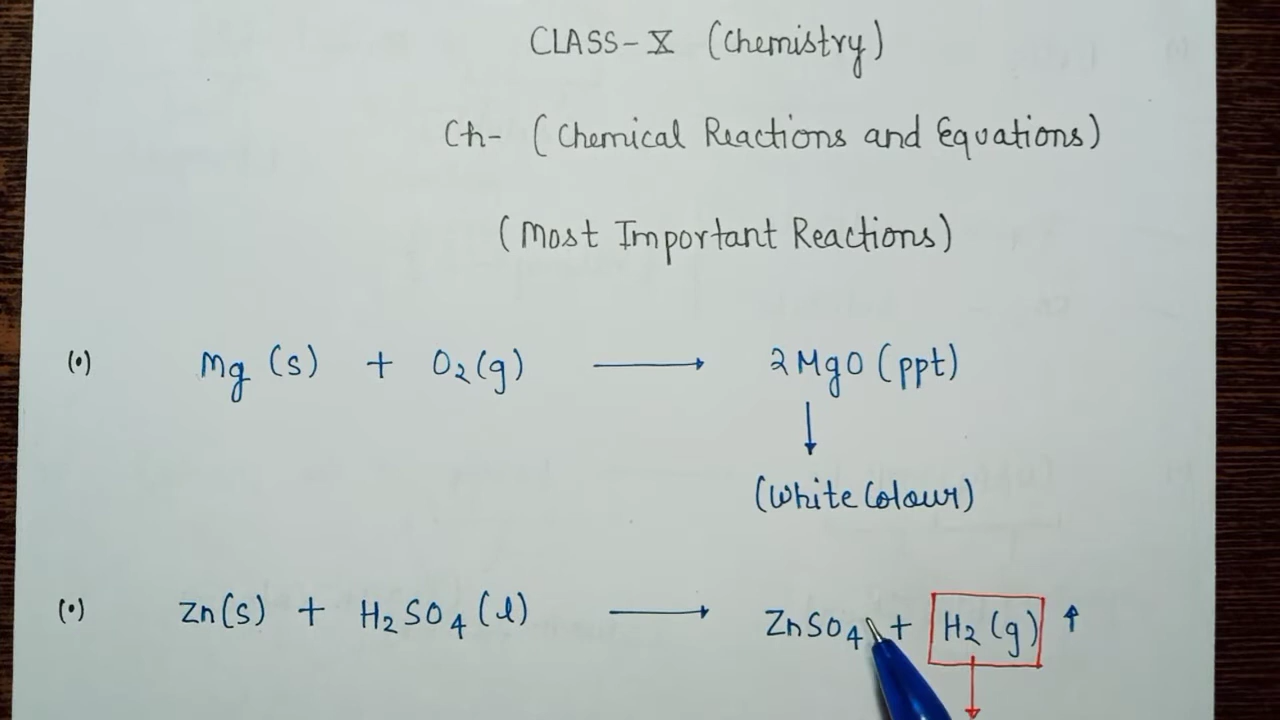 CLASS-X (Chemistry)
Ch- (Chemical Reactions and Equations)
(Most Important Reactions)
(•) Mg (s) + O₂(g) ⟶ 2MgO (ppt)
↓
(White Colour)
(•) Zn(s) + H₂SO₄(l) ⟶ ZnSO₄ + H₂(g) ↑